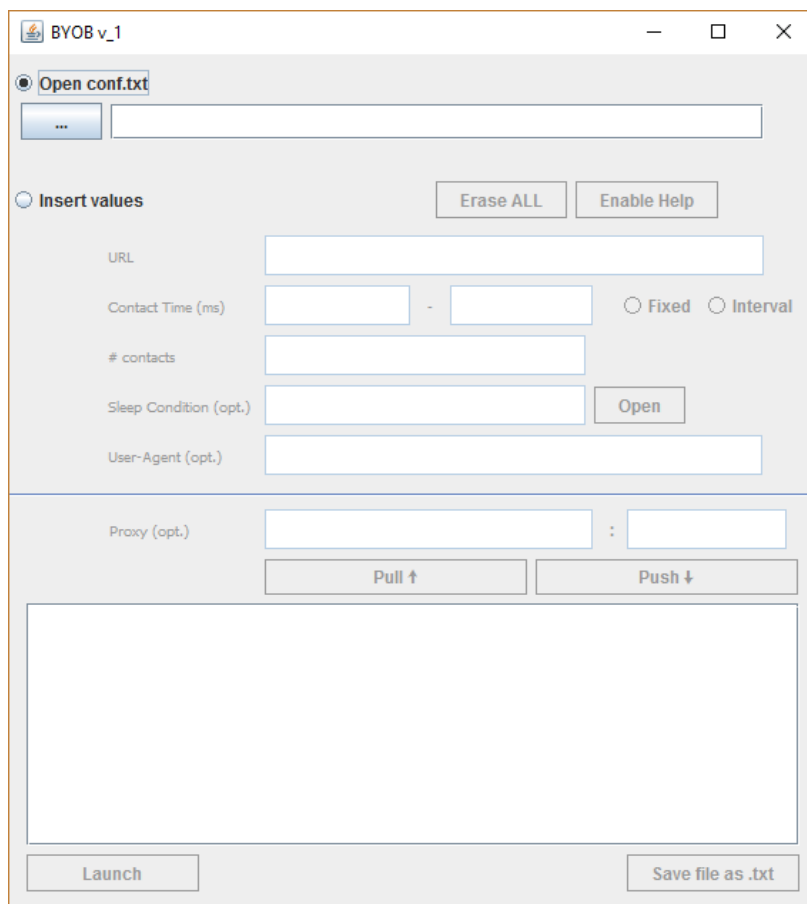 BYOB v_1
Open conf.txt
...
Insert values
Erase ALL
Enable Help
URL
Contact Time (ms)
-
Fixed
Interval
# contacts
Sleep Condition (opt.)
Open
User-Agent (opt.)
Proxy (opt.)
:
Pull ↑
Push ↓
Launch
Save file as .txt